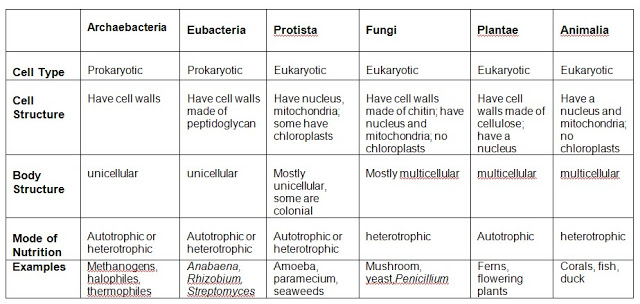 Archaebacteria Eubacteria Protista Fungi Plantae Animalia
Cell Type Prokaryotic Prokaryotic Eukaryotic Eukaryotic Eukaryotic Eukaryotic
Cell Have cell walls Have cell walls Have nucleus, Have cell walls Have cell Have a
Structure made of mitochondria; made of chitin; have walls made of nucleus and
peptidoglycan some have nucleus and cellulose; mitochondria;
chloroplasts mitochondria; no have a no
chloroplasts nucleus chloroplasts
Body unicellular unicellular Mostly Mostly multicellular multicellular multicellular
Structure unicellular,
some are
colonial
Mode of Autotrophic or Autotrophic or Autotrophic or heterotrophic Autotrophic heterotrophic
Nutrition heterotrophic heterotrophic heterotrophic
Examples Methanogens, Anabaena, Amoeba, Mushroom, Ferns, Corals, fish,
halophiles, Rhizobium, paramecium, yeast,Penicillium flowering duck
thermophiles Streptomyces seaweeds plants